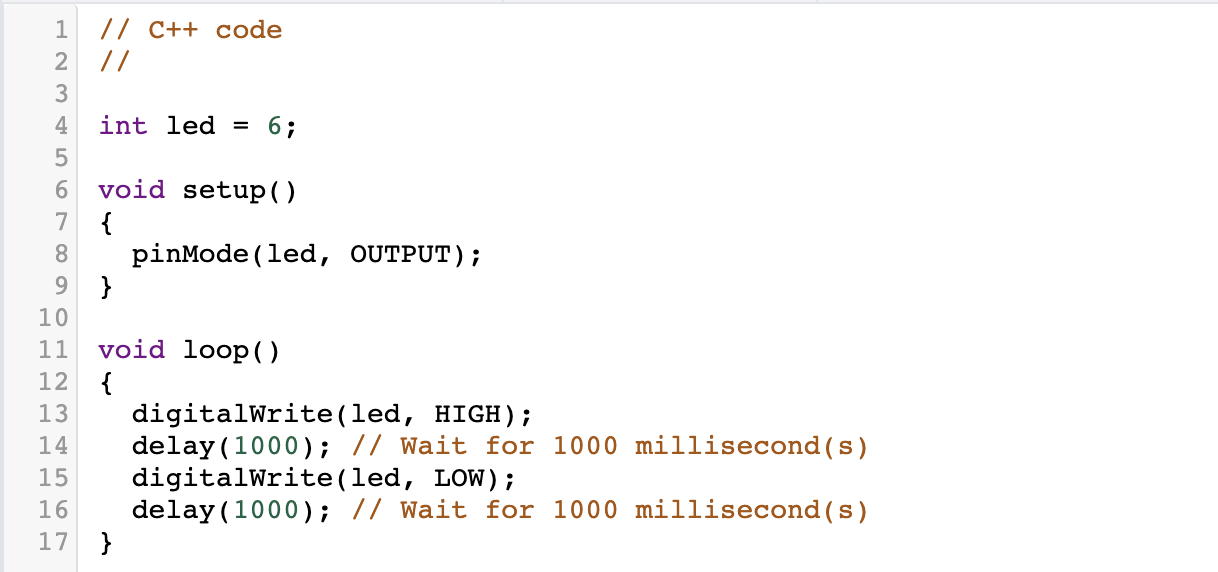 1 // C++ code
2 //
3
4 int led = 6;
5
6 void setup()
7 {
8   pinMode(led, OUTPUT);
9 }
10
11 void loop()
12 {
13   digitalWrite(led, HIGH);
14   delay(1000); // Wait for 1000 millisecond(s)
15   digitalWrite(led, LOW);
16   delay(1000); // Wait for 1000 millisecond(s)
17 }